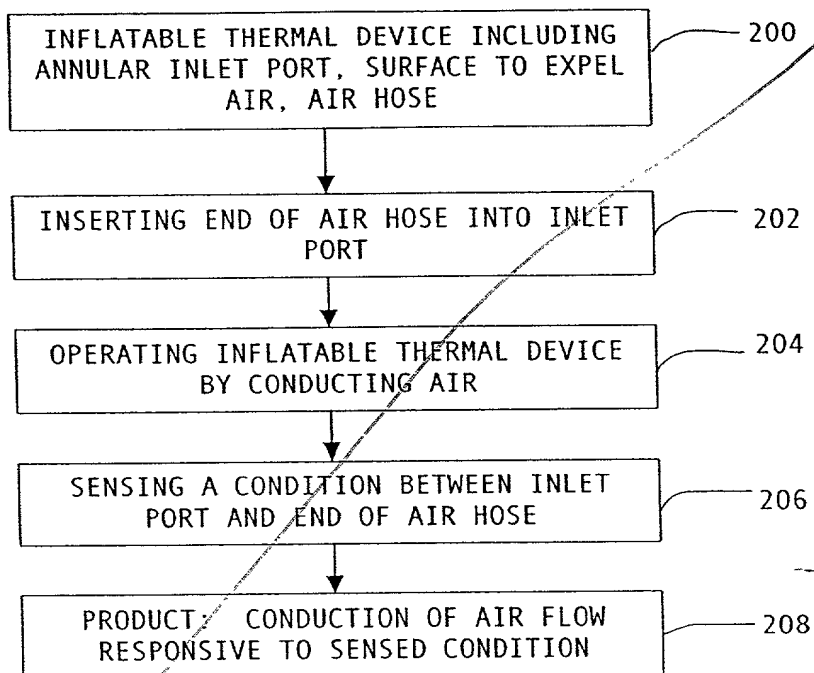 INFLATABLE THERMAL DEVICE INCLUDING
ANNULAR INLET PORT, SURFACE TO EXPEL
AIR, AIR HOSE
200
INSERTING END OF AIR HOSE INTO INLET
PORT
202
OPERATING INFLATABLE THERMAL DEVICE
BY CONDUCTING AIR
204
SENSING A CONDITION BETWEEN INLET
PORT AND END OF AIR HOSE
206
PRODUCT: CONDUCTION OF AIR FLOW
RESPONSIVE TO SENSED CONDITION
208